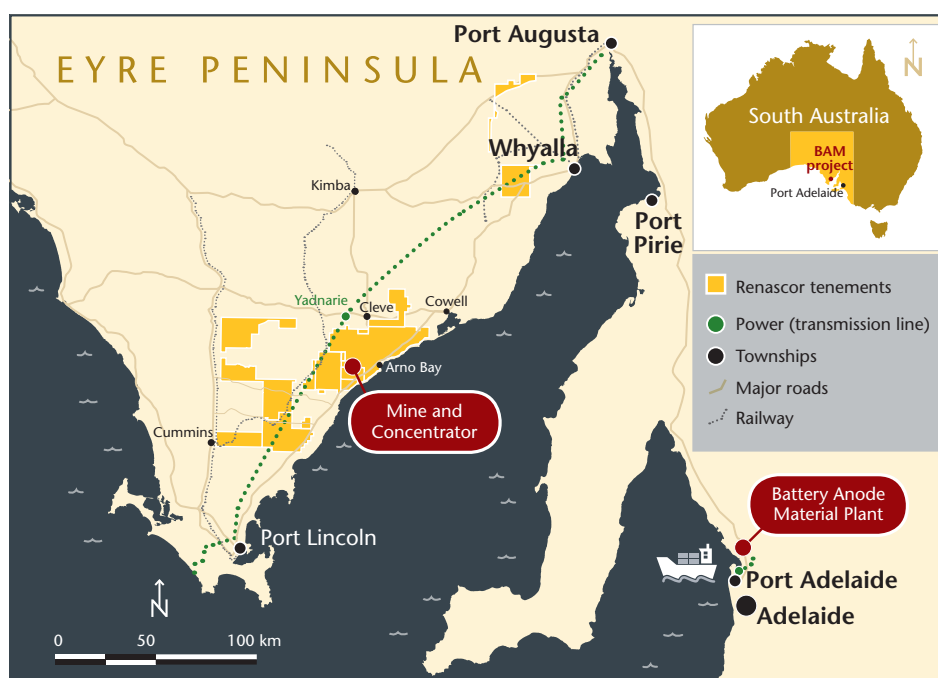 EYRE PENINSULA
Port Augusta
Whyalla
Kimba
Port
Pirie
Yadnarie
Cleve
Cowell
Arno Bay
Mine and
Concentrator
Cummins
Port Lincoln
N
0 50 100 km
Battery Anode
Material Plant
Port Adelaide
Adelaide
N
South Australia
BAM
project
Port Adelaide
Renascor tenements
Power (transmission line)
Townships
Major roads
Railway